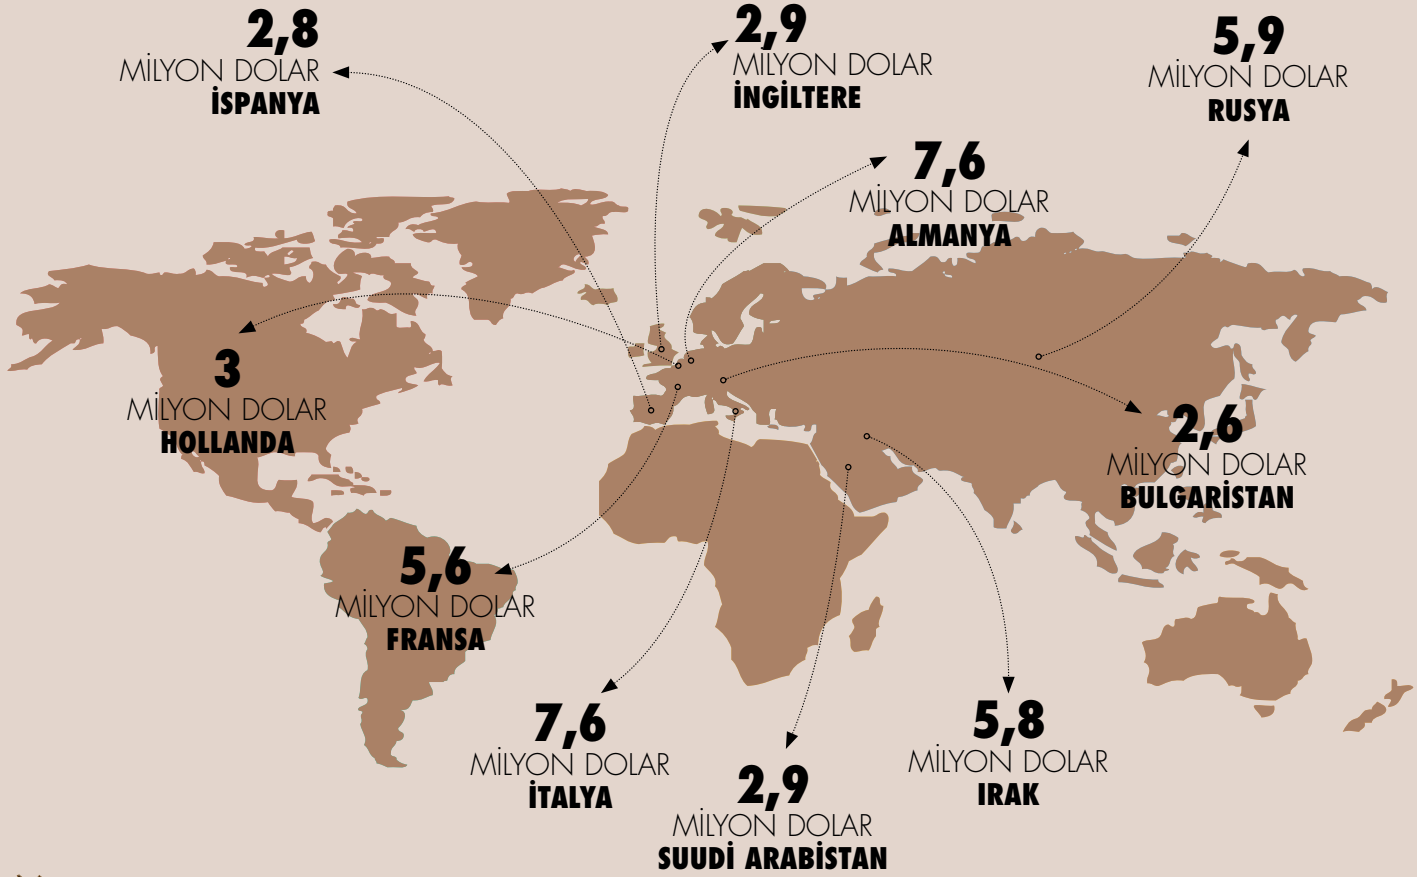 2,8
MİLYON DOLAR
İSPANYA
2,9
MİLYON DOLAR
İNGİLTERE
5,9
MİLYON DOLAR
RUSYA
7,6
MİLYON DOLAR
ALMANYA
3
MİLYON DOLAR
HOLLANDA
2,6
MİLYON DOLAR
BULGARİSTAN
5,6
MİLYON DOLAR
FRANSA
7,6
MİLYON DOLAR
İTALYA
2,9
MİLYON DOLAR
SUUDİ ARABİSTAN
5,8
MİLYON DOLAR
IRAK